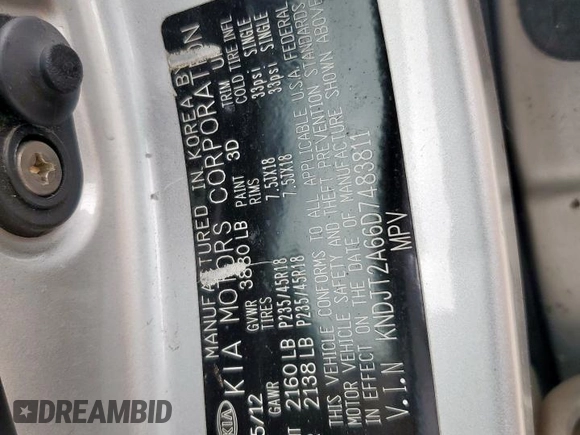 MANUFACTURED IN KOREA, BY
KIA KIA MOTORS CORPORATION
5/12 GVWR 3880 LB PAINT 3D TRIM
GAWR TIRES RIMS COLD TIRE INFL
2160 LB P235/45R18 7.5JX18 33psi SINGLE
2138 LB P235/45R18 7.5JX18 33psi SINGLE
THIS VEHICLE CONFORMS TO ALL APPLICABLE U.S.A. FEDERAL
MOTOR VEHICLE SAFETY AND THEFT PREVENTION STANDARDS
IN EFFECT ON THE DATE OF MANUFACTURE SHOWN ABOVE
V.I.N KNDJTT2A66D7483811
MPV
DREAMBID